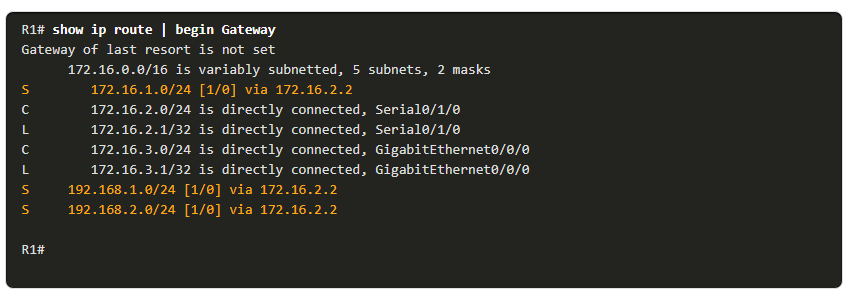 R1# show ip route | begin Gateway
Gateway of last resort is not set
      172.16.0.0/16 is variably subnetted, 5 subnets, 2 masks
S        172.16.1.0/24 [1/0] via 172.16.2.2
C        172.16.2.0/24 is directly connected, Serial0/1/0
L        172.16.2.1/32 is directly connected, Serial0/1/0
C        172.16.3.0/24 is directly connected, GigabitEthernet0/0/0
L        172.16.3.1/32 is directly connected, GigabitEthernet0/0/0
S     192.168.1.0/24 [1/0] via 172.16.2.2
S     192.168.2.0/24 [1/0] via 172.16.2.2
R1#